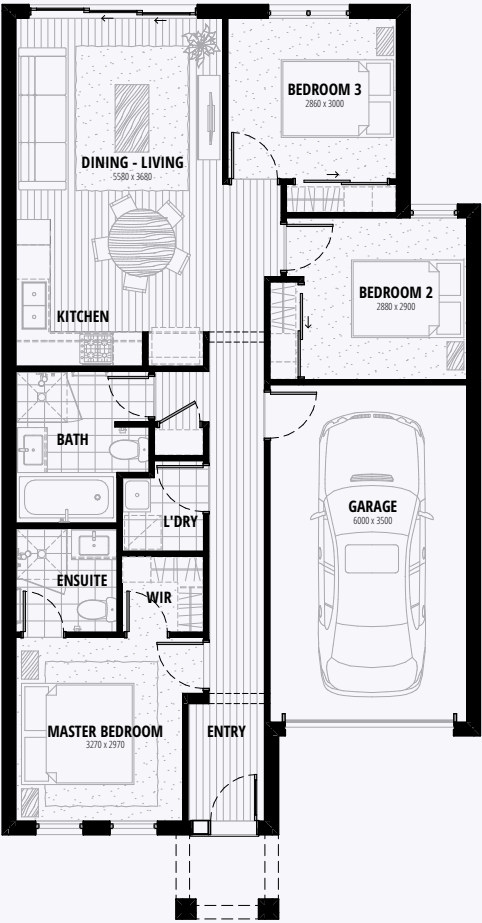 BEDROOM 3
2860 x 3000
DINING - LIVING
5580 x 3680
BEDROOM 2
2880 x 2900
KITCHEN
BATH
GARAGE
6000 x 3500
L'DRY
ENSUITE
WIR
MASTER BEDROOM
3270 x 2970
ENTRY